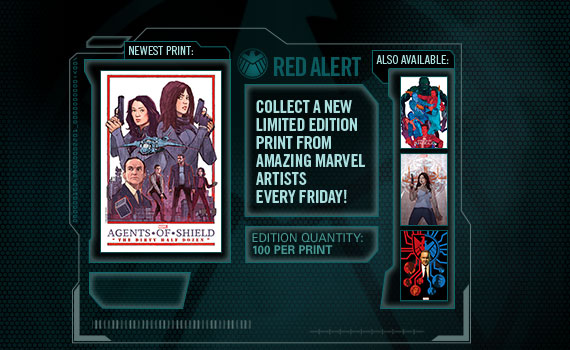 NEWEST PRINT:
RED ALERT
ALSO AVAILABLE:
COLLECT A NEW
LIMITED EDITION
PRINT FROM
AMAZING MARVEL
ARTISTS
EVERY FRIDAY!
AGENTS•OF•SHIELD
"THE DIRTY HALF DOZEN"
EDITION QUANTITY:
100 PER PRINT